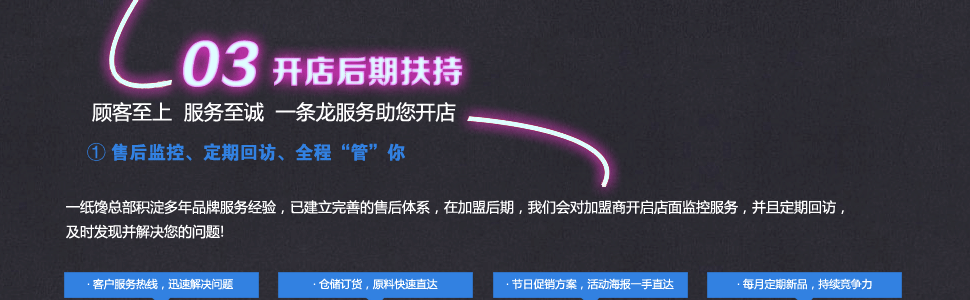 03 开店后期扶持
顾客至上 服务至诚 一条龙服务助您开店
① 售后监控、定期回访、全程“管”你
一纸馋总部积淀多年品牌服务经验，已建立完善的售后体系，在加盟后期，我们会对加盟商开启店面监控服务，并且定期回访，
及时发现并解决您的问题!
· 客户服务热线，迅速解决问题
· 仓储订货，原料快速直达
· 节日促销方案，活动海报一手直达
· 每月定期新品，持续竞争力